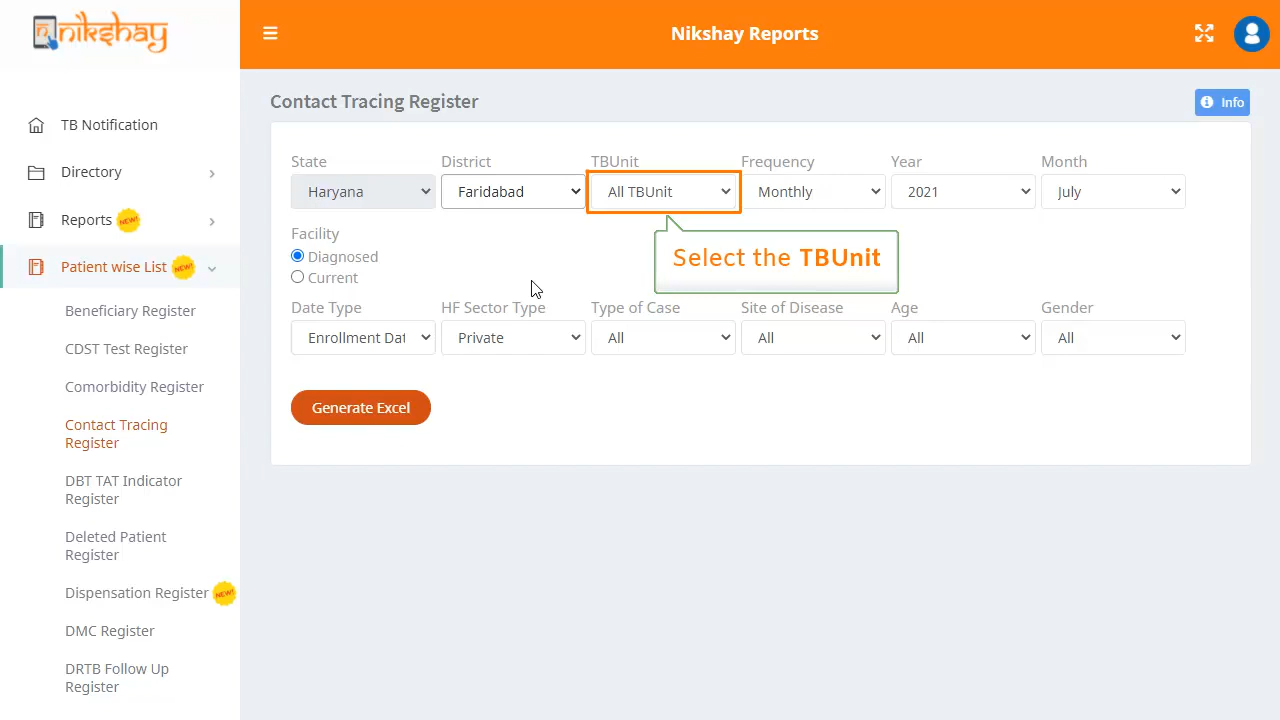 nikshay
Nikshay Reports
TB Notification
Directory
Reports NEW!
Patient wise List NEW!
Beneficiary Register
CDST Test Register
Comorbidity Register
Contact Tracing
Register
DBT TAT Indicator
Register
Deleted Patient
Register
Dispensation Register NEW!
DMC Register
DRTB Follow Up
Register
Contact Tracing Register
Info
State District TBUnit Frequency Year Month
Haryana Faridabad All TBUnit Monthly 2021 July
Select the TBUnit
Facility
Diagnosed
Current
Date Type HF Sector Type Type of Case Site of Disease Age Gender
Enrollment Dat Private All All All All
Generate Excel